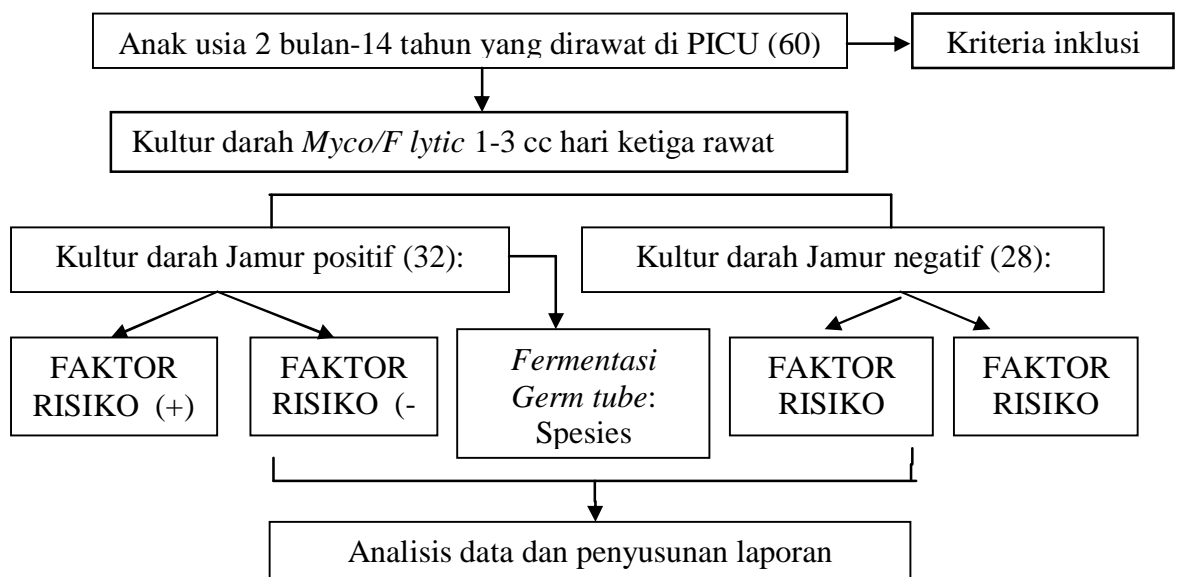 Anak usia 2 bulan-14 tahun yang dirawat di PICU (60)
Kriteria inklusi
Kultur darah Myco/F lytic 1-3 cc hari ketiga rawat
Kultur darah Jamur positif (32):
Kultur darah Jamur negatif (28):
FAKTOR
RISIKO (+)
FAKTOR
RISIKO (-
Fermentasi
Germ tube:
Spesies
FAKTOR
RISIKO
FAKTOR
RISIKO
Analisis data dan penyusunan laporan